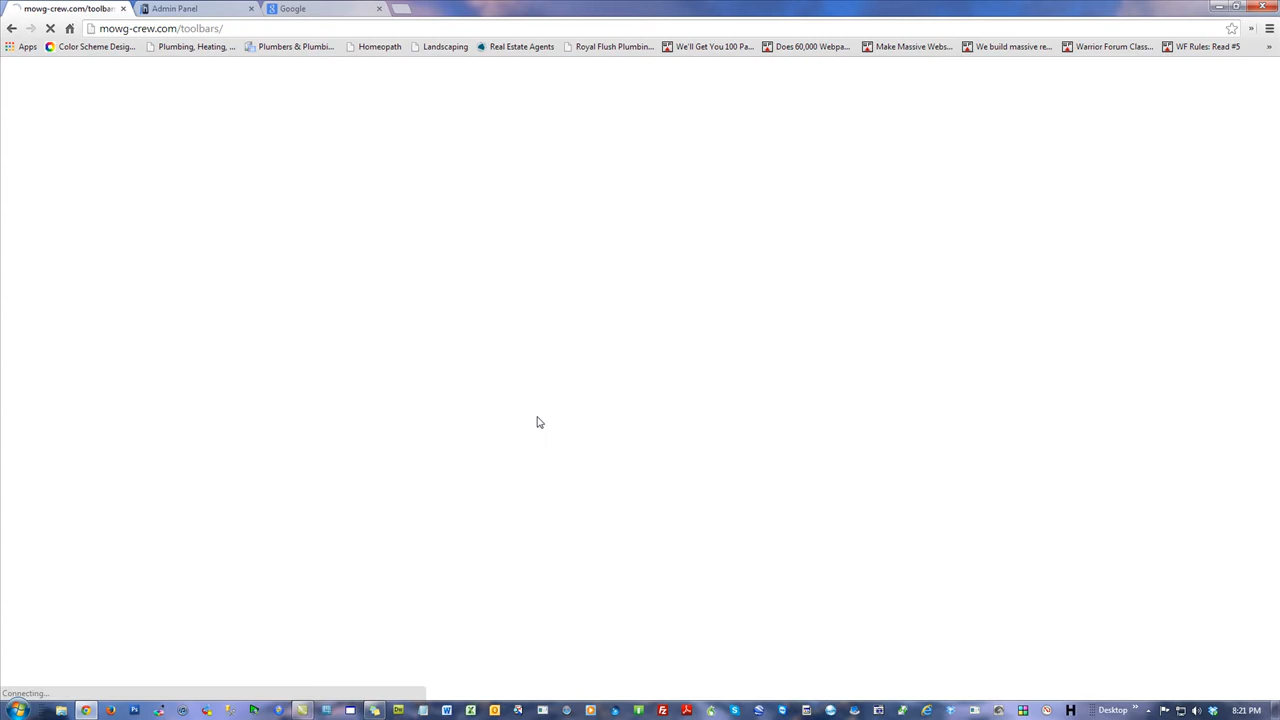 mowg-crew.com/toolbars
Admin Panel
Google
mowg-crew.com/toolbars/
Apps
Color Scheme Desig...
Plumbing, Heating, ...
Plumbers & Plumbi...
Homeopath
Landscaping
Real Estate Agents
Royal Flush Plumbin...
We'll Get You 100 Pa...
Does 60,000 Webpa...
Make Massive Webs...
We build massive re...
Warrior Forum Class...
WF Rules: Read #5
Connecting...
Desktop
8:21 PM